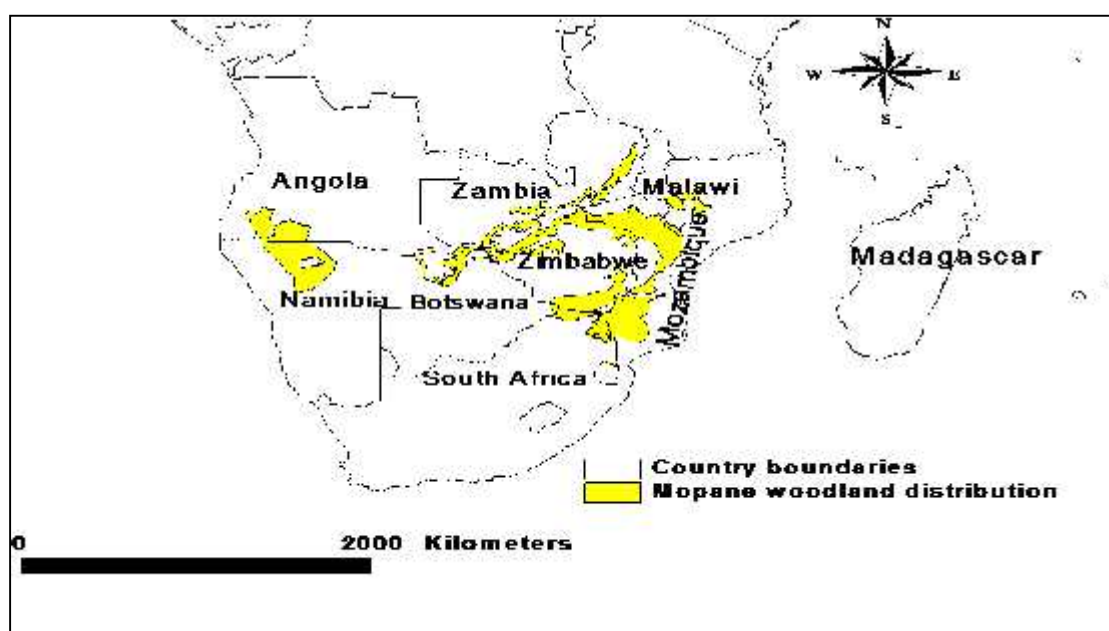 N
W E
S
Angola
Zambia
Malawi
Zimbabwe
Mozambique
Madagascar
Namibia
Botswana
South Africa
Country boundaries
Mopane woodland distribution
0 2000 Kilometers